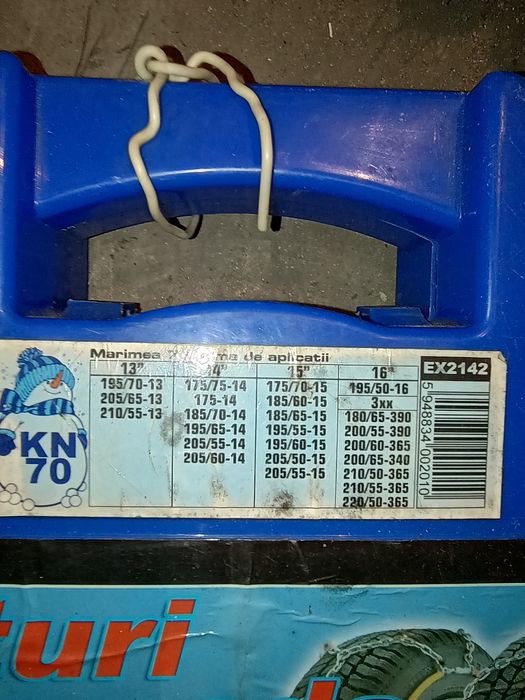 Marimea de aplicatii
13" 15" 16"
195/70-13 175/75-14 175/70-15 195/50-16
205/65-13 175-14 185/60-15 3xx
210/55-13 185/70-14 185/65-15 180/65-390
195/65-14 195/55-15 200/55-390
205/55-14 195/60-15 200/60-365
205/60-14 205/50-15 200/65-340
205/55-15 210/50-365
210/55-365
220/50-365
EX2142
5 948834 002010
KN
70
turi